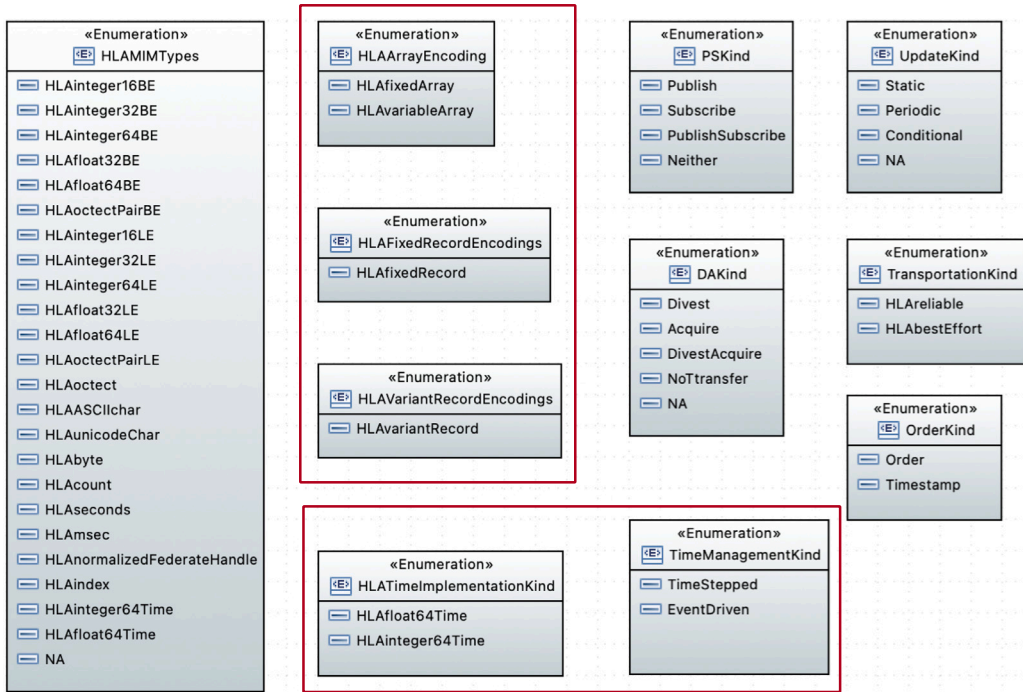 «Enumeration»
HLAMIMTypes
HLAinteger16BE
HLAinteger32BE
HLAinteger64BE
HLAfloat32BE
HLAfloat64BE
HLAoctectPairBE
HLAinteger16LE
HLAinteger32LE
HLAinteger64LE
HLAfloat32LE
HLAfloat64LE
HLAoctectPairLE
HLAoctect
HLAASCIIchar
HLAunicodeChar
HLAbyte
HLAcount
HLAseconds
HLAmsec
HLAnormalizedFederateHandle
HLAindex
HLAinteger64Time
HLAfloat64Time
NA
«Enumeration»
HLAArrayEncoding
HLAfixedArray
HLAvariableArray
«Enumeration»
HLAFixedRecordEncodings
HLAfixedRecord
«Enumeration»
HLAVariantRecordEncodings
HLAvariantRecord
«Enumeration»
HLATimeImplementationKind
HLAfloat64Time
HLAinteger64Time
«Enumeration»
PSKind
Publish
Subscribe
PublishSubscribe
Neither
«Enumeration»
DAKind
Divest
Acquire
DivestAcquire
NoTtransfer
NA
«Enumeration»
TimeManagementKind
TimeStepped
EventDriven
«Enumeration»
UpdateKind
Static
Periodic
Conditional
NA
«Enumeration»
TransportationKind
HLAreliable
HLAbestEffort
«Enumeration»
OrderKind
Order
Timestamp